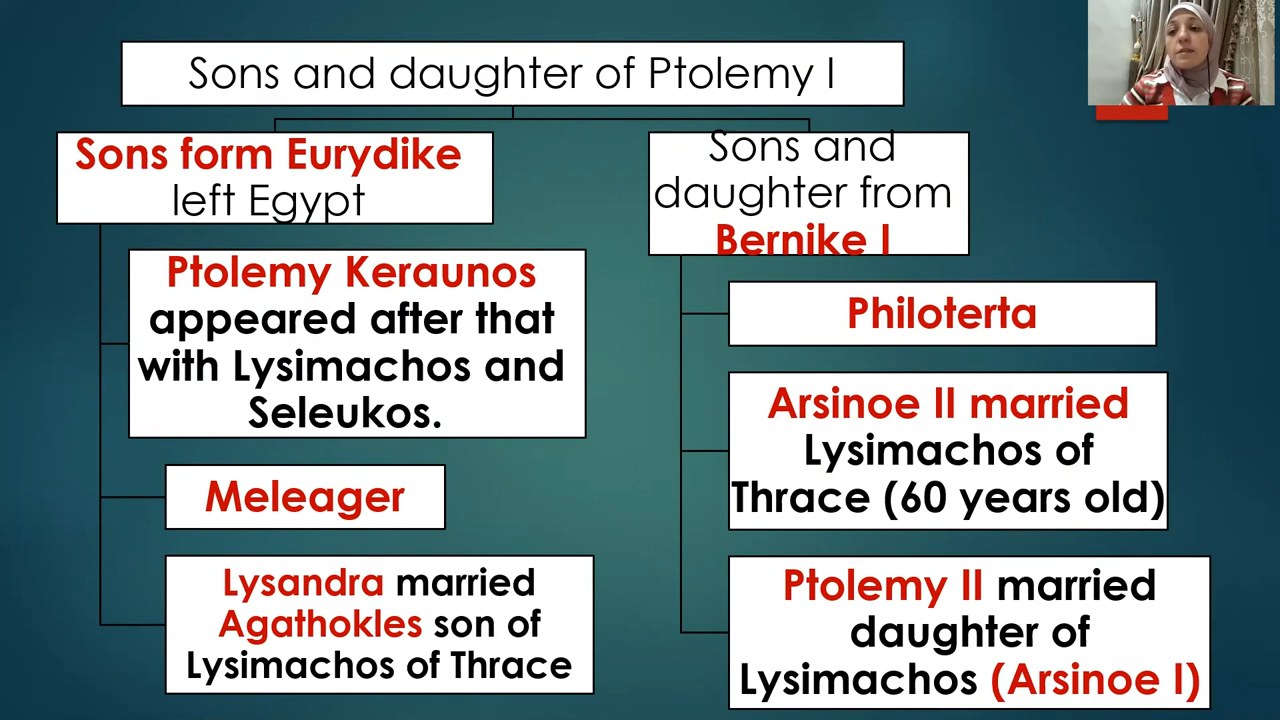 Sons and daughter of Ptolemy I
Sons form Eurydike
left Egypt
Ptolemy Keraunos
appeared after that
with Lysimachos and
Seleukos.
Meleager
Lysandra married
Agathokles son of
Lysimachos of Thrace
Sons and
daughter from
Bernike I
Philoterta
Arsinoe II married
Lysimachos of
Thrace (60 years old)
Ptolemy II married
daughter of
Lysimachos (Arsinoe I)